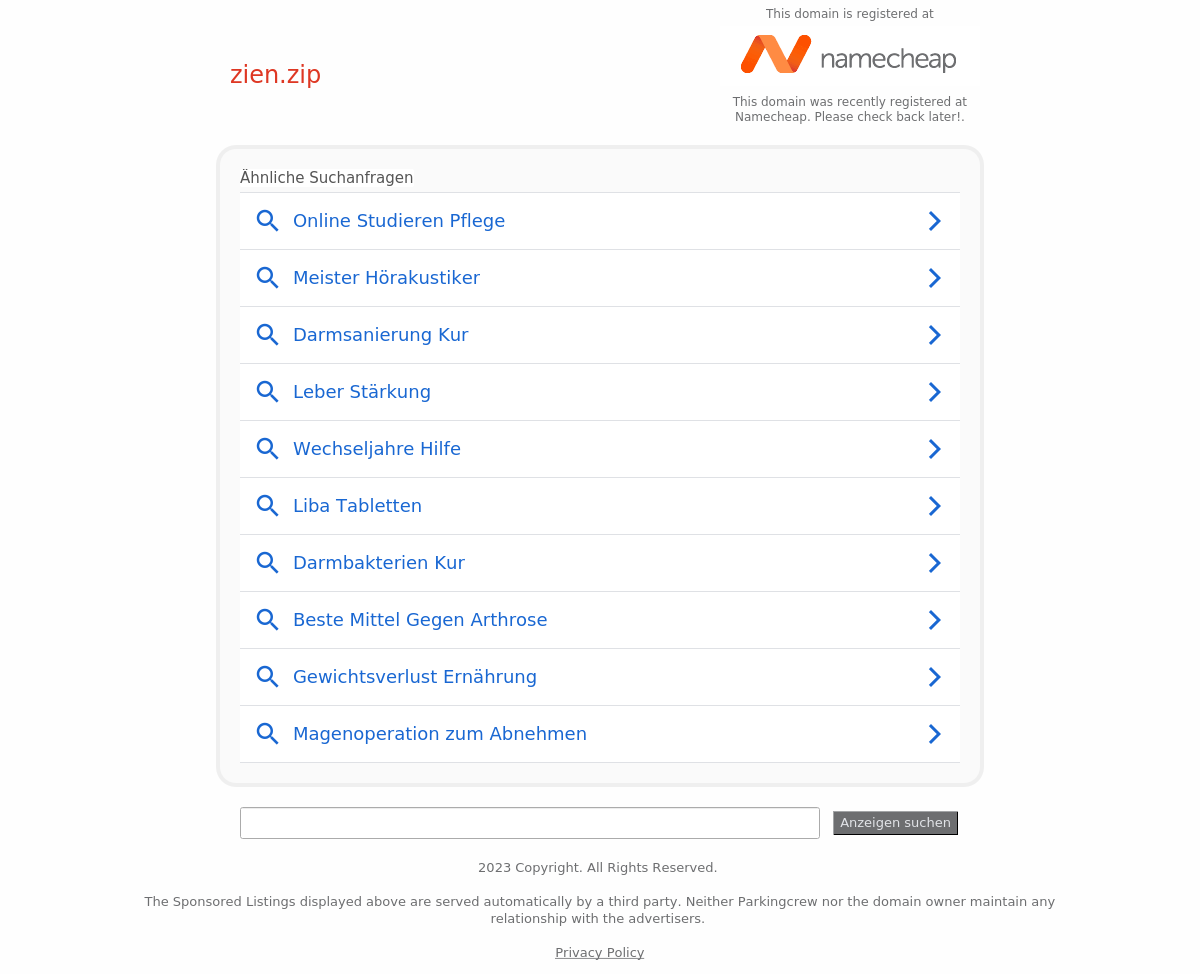 This domain is registered at
namecheap
zien.zip
This domain was recently registered at
Namecheap. Please check back later!.
Ähnliche Suchanfragen
Online Studieren Pflege
Meister Hörakustiker
Darmsanierung Kur
Leber Stärkung
Wechseljahre Hilfe
Liba Tabletten
Darmbakterien Kur
Beste Mittel Gegen Arthrose
Gewichtsverlust Ernährung
Magenoperation zum Abnehmen
Anzeigen suchen
2023 Copyright. All Rights Reserved.
The Sponsored Listings displayed above are served automatically by a third party. Neither Parkingcrew nor the domain owner maintain any
relationship with the advertisers.
Privacy Policy